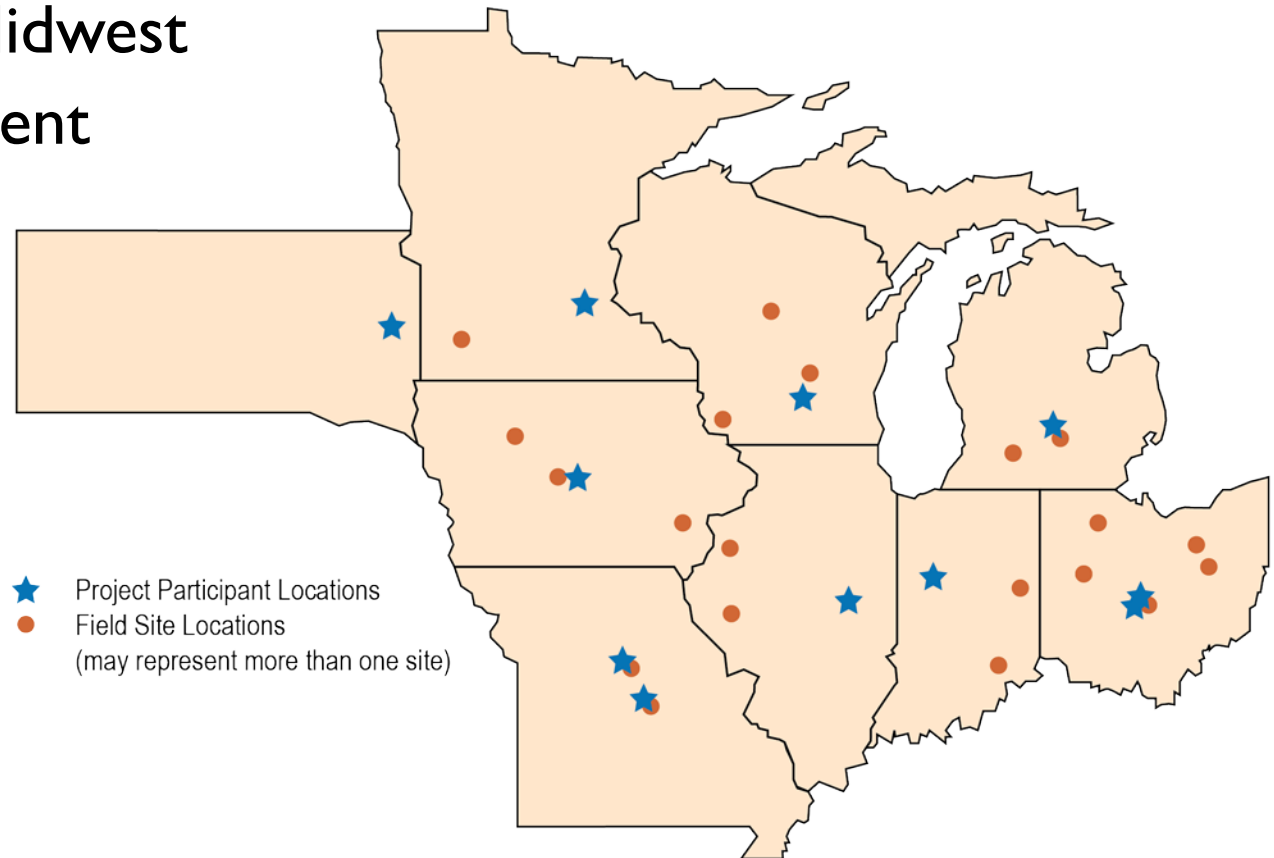 idwest
ent
Project Participant Locations
Field Site Locations
(may represent more than one site)